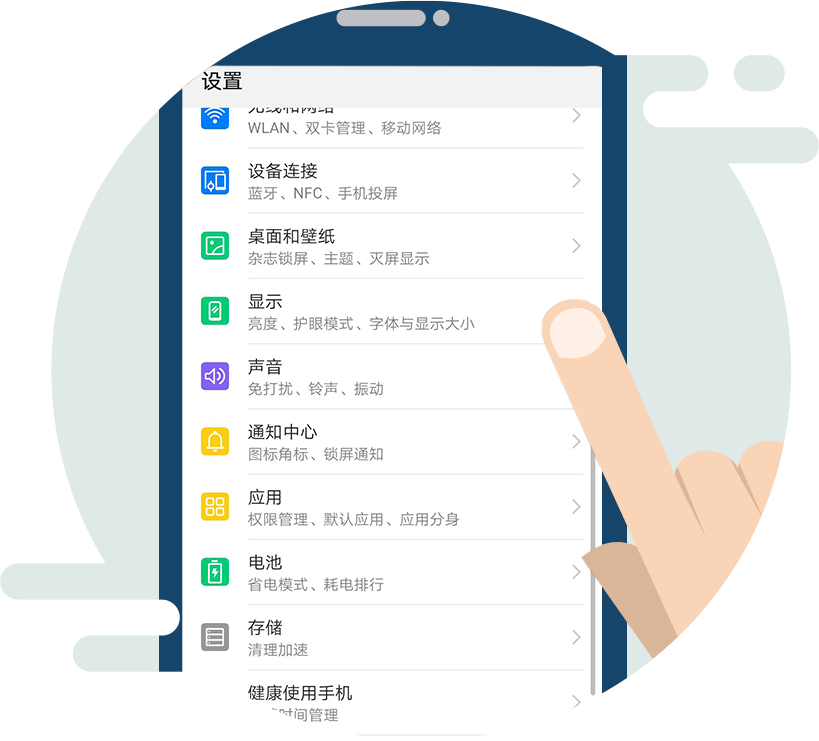 设置
无线和网络
WLAN、双卡管理、移动网络
设备连接
蓝牙、NFC、手机投屏
桌面和壁纸
杂志锁屏、主题、灭屏显示
显示
亮度、护眼模式、字体与显示大小
声音
免打扰、铃声、振动
通知中心
图标角标、锁屏通知
应用
权限管理、默认应用、应用分身
电池
省电模式、耗电排行
存储
清理加速
健康使用手机
时间管理